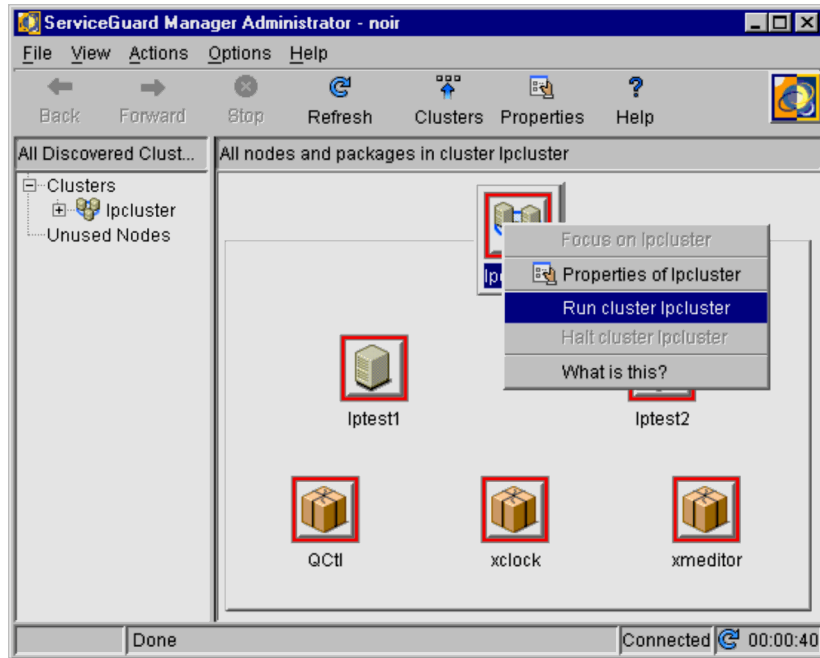 ServiceGuard Manager Administrator - noir
File View Actions Options Help
Back Forward Stop Refresh Clusters Properties Help
All Discovered Clust...
All nodes and packages in cluster lpcluster
Clusters
lpcluster
Unused Nodes
Focus on lpcluster
Properties of lpcluster
Run cluster lpcluster
Halt cluster lpcluster
What is this?
lptest1
lptest2
QCtl
xclock
xmeditor
Done
Connected
00:00:40